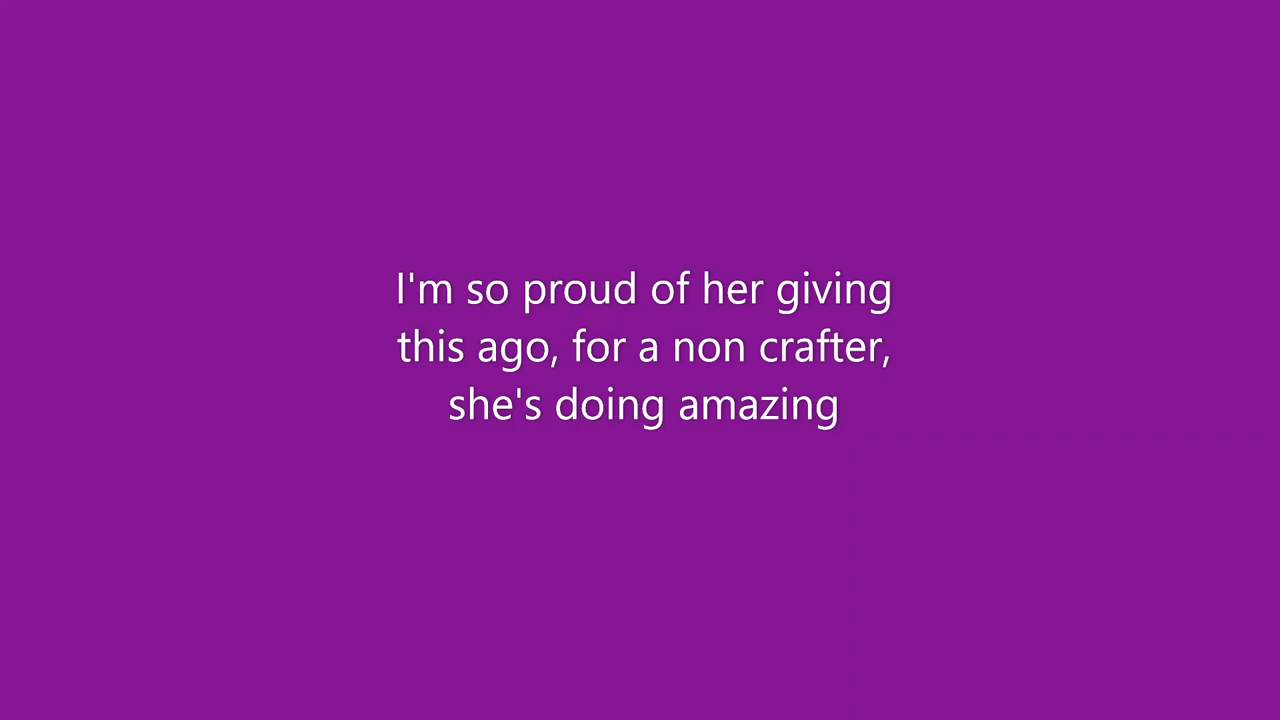 I'm so proud of her giving
this ago, for a non crafter,
she's doing amazing